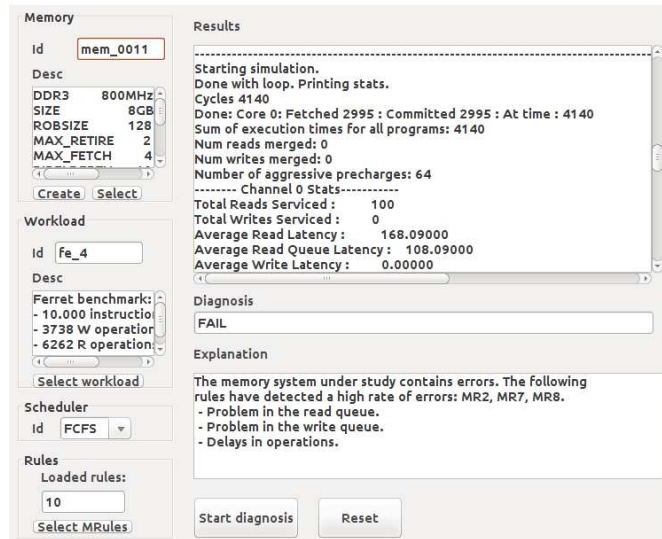 Memory
Id mem_0011
Desc
DDR3 800MHz
SIZE 8GB
ROBSIZE 128
MAX_RETIRE 2
MAX_FETCH 4
Create Select
Workload
Id fe_4
Desc
Ferret benchmark:
- 10.000 instructio
- 3738 W operation
- 6262 R operation
Select workload
Scheduler
Id FCFS
Rules
Loaded rules:
10
Select MRules
Results
Starting simulation.
Done with loop. Printing stats.
Cycles 4140
Done: Core 0: Fetched 2995 : Committed 2995 : At time : 4140
Sum of execution times for all programs: 4140
Num reads merged: 0
Num writes merged: 0
Number of aggressive precharges: 64
-------- Channel 0 Stats-----------
Total Reads Serviced : 100
Total Writes Serviced : 0
Average Read Latency : 168.09000
Average Read Queue Latency : 108.09000
Average Write Latency : 0.00000
Diagnosis
FAIL
Explanation
The memory system under study contains errors. The following
rules have detected a high rate of errors: MR2, MR7, MR8.
- Problem in the read queue.
- Problem in the write queue.
- Delays in operations.
Start diagnosis Reset